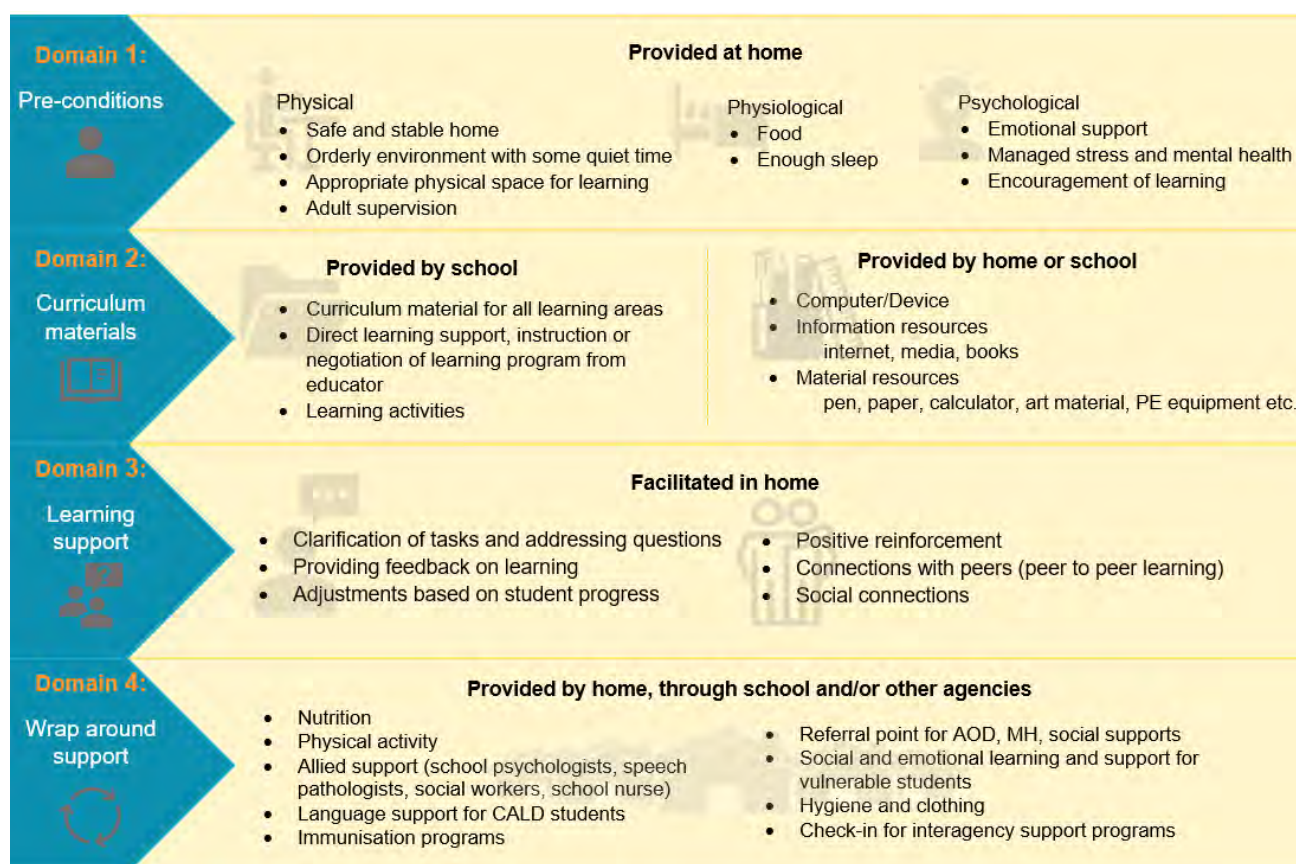 Domain 1:
Pre-conditions
Provided at home
Physical
• Safe and stable home
• Orderly environment with some quiet time
• Appropriate physical space for learning
• Adult supervision
Physiological
• Food
• Enough sleep
Psychological
• Emotional support
• Managed stress and mental health
• Encouragement of learning
Domain 2:
Curriculum
materials
Provided by school
• Curriculum material for all learning areas
• Direct learning support, instruction or
negotiation of learning program from
educator
• Learning activities
Provided by home or school
• Computer/Device
• Information resources
internet, media, books
• Material resources
pen, paper, calculator, art material, PE equipment etc.
Domain 3:
Learning
support
Facilitated in home
• Clarification of tasks and addressing questions
• Providing feedback on learning
• Adjustments based on student progress
• Positive reinforcement
• Connections with peers (peer to peer learning)
• Social connections
Domain 4:
Wrap around
support
Provided by home, through school and/or other agencies
• Nutrition
• Physical activity
• Allied support (school psychologists, speech
pathologists, social workers, school nurse)
• Language support for CALD students
• Immunisation programs
• Referral point for AOD, MH, social supports
• Social and emotional learning and support for
vulnerable students
• Hygiene and clothing
• Check-in for interagency support programs